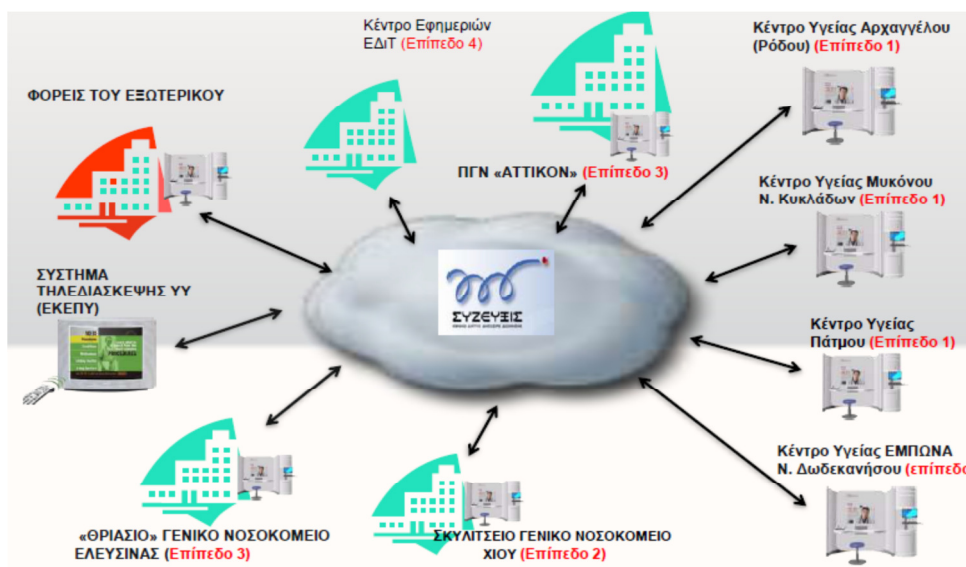 Κέντρο Εφημεριών
ΕΔιΤ (Επίπεδο 4)
Κέντρο Υγείας Αρχαγγέλου
(Ρόδου) (Επίπεδο 1)
ΦΟΡΕΙΣ ΤΟΥ ΕΞΩΤΕΡΙΚΟΥ
ΠΓΝ «ΑΤΤΙΚΟΝ» (Επίπεδο 3)
Κέντρο Υγείας Μυκόνου
Ν. Κυκλάδων (Επίπεδο 1)
ΣΥΣΤΗΜΑ
ΤΗΛΕΔΙΑΣΚΕΨΗΣ ΥΥ
(ΕΚΕΠΥ)
ΣΥΖΕΥΞΙΣ
Κέντρο Υγείας
Πάτμου (Επίπεδο 1)
Κέντρο Υγείας ΕΜΠΩΝΑ
Ν. Δωδεκανήσου (επίπεδο
«ΘΡΙΑΣΙΟ» ΓΕΝΙΚΟ ΝΟΣΟΚΟΜΕΙΟ
ΕΛΕΥΣΙΝΑΣ (Επίπεδο 3)
ΣΚΥΛΙΤΣΕΙΟ ΓΕΝΙΚΟ ΝΟΣΟΚΟΜΕΙΟ
ΧΙΟΥ (Επίπεδο 2)